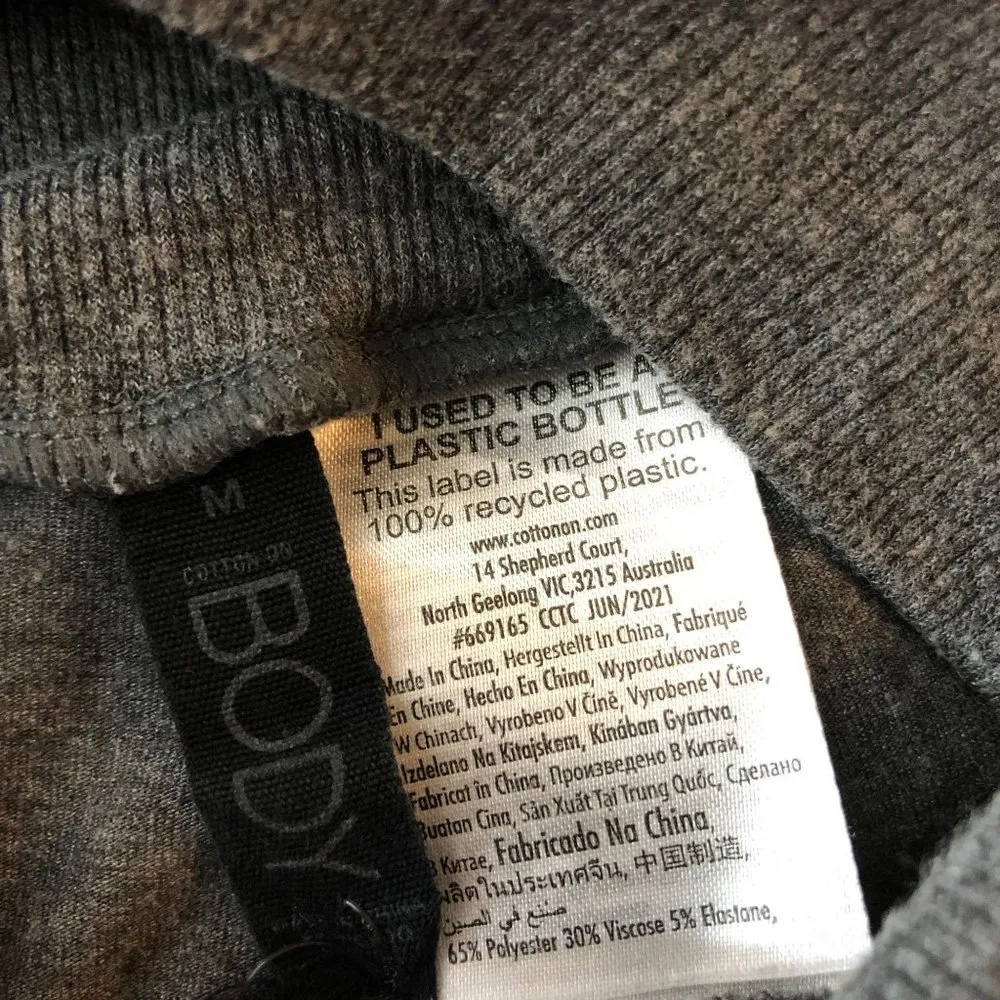 M
COTTON ON
BODY
I USED TO BE A
PLASTIC BOTTLE
This label is made from
100% recycled plastic.
www.cottonon.com
14 Shepherd Court,
North Geelong VIC,3215 Australia
#669165 CCTC JUN/2021
Made In China, Hergestellt In China, Fabriqué
En Chine, Hecho En China, Wyprodukowane
W Chinach, Vyrobeno V Číně, Vyrobené V Čine,
Izdelano Na Kitajskem, Kínában Gyártva,
Fabricat în China, Произведено В Китай,
Buatan Cina, Sản Xuất Tại Trung Quốc, Сделано
В Китае, Fabricado Na China,
ผลิตในประเทศจีน, 中国制造,
صنع في الصين
65% Polyester 30% Viscose 5% Elastane,